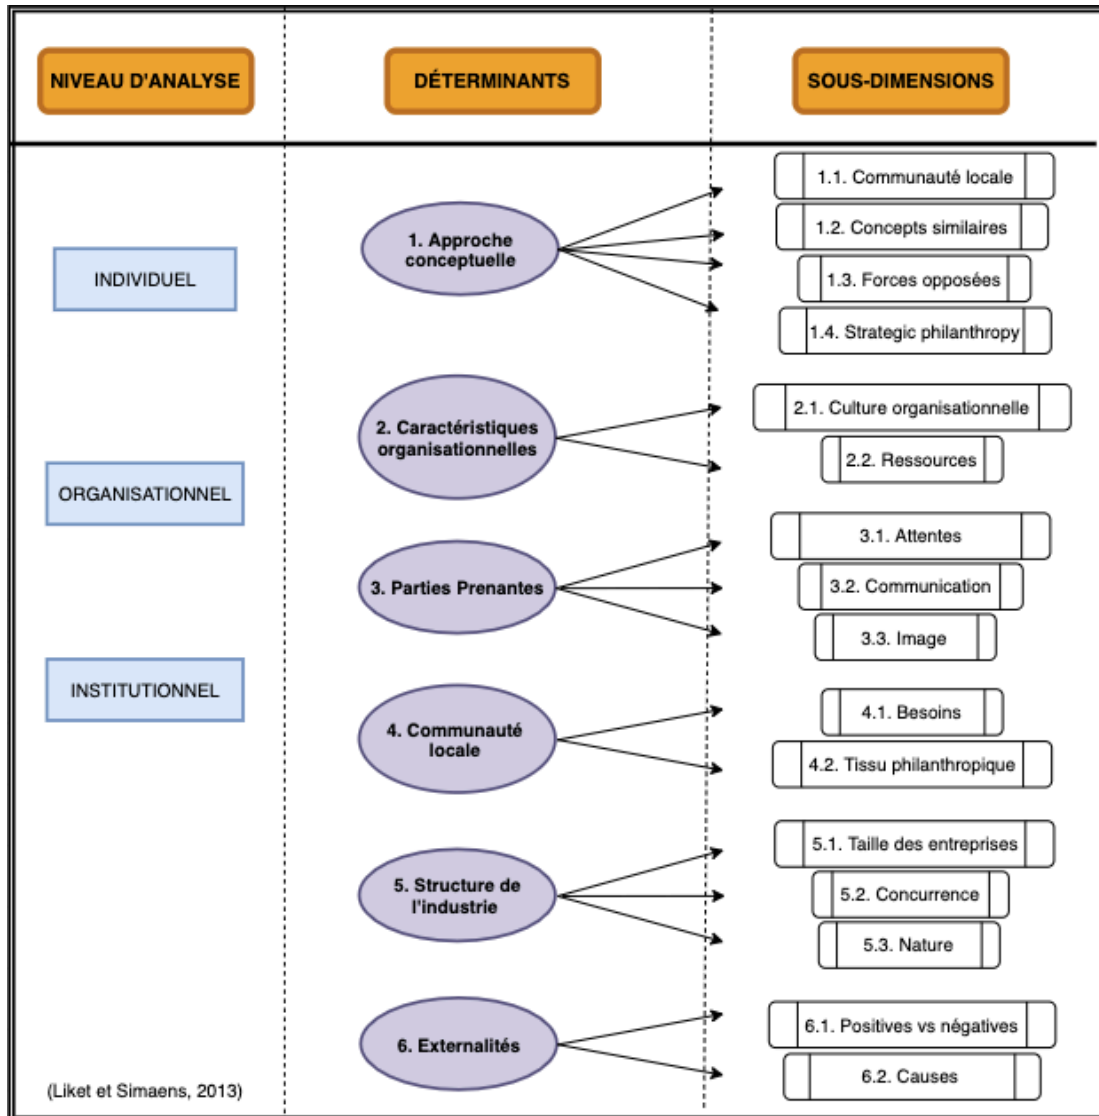 NIVEAU D'ANALYSE
DÉTERMINANTS
SOUS-DIMENSIONS
INDIVIDUEL
ORGANISATIONNEL
INSTITUTIONNEL
(Liket et Simaens, 2013)
1. Approche
conceptuelle
1.1. Communauté locale
1.2. Concepts similaires
1.3. Forces opposées
1.4. Strategic philanthropy
2. Caractéristiques
organisationnelles
2.1. Culture organisationnelle
2.2. Ressources
3. Parties Prenantes
3.1. Attentes
3.2. Communication
3.3. Image
4. Communauté
locale
4.1. Besoins
4.2. Tissu philanthropique
5. Structure de
l'industrie
5.1. Taille des entreprises
5.2. Concurrence
5.3. Nature
6. Externalités
6.1. Positives vs négatives
6.2. Causes